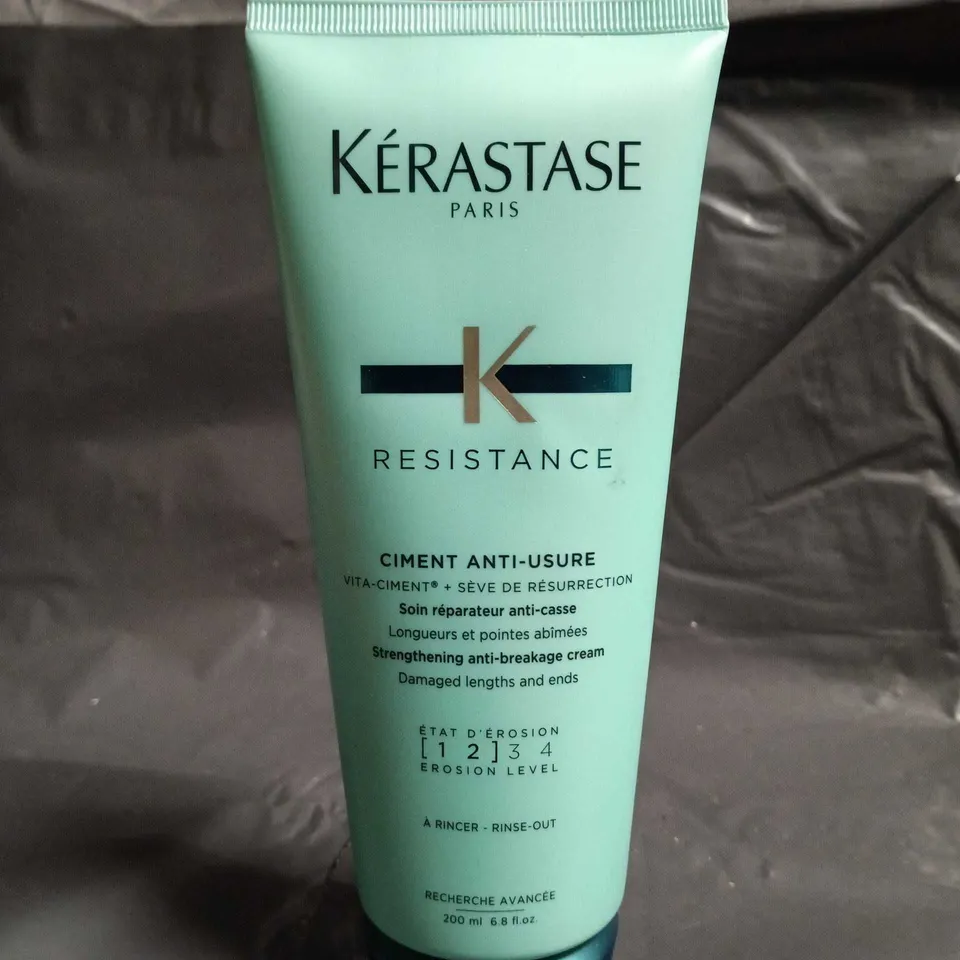 KÉRASTASE
PARIS
K
RESISTANCE
CIMENT ANTI-USURE
VITA-CIMENT® + SÈVE DE RÉSURRECTION
Soin réparateur anti-casse
Longueurs et pointes abîmées
Strengthening anti-breakage cream
Damaged lengths and ends
ÉTAT D'ÉROSION
[1 2]3 4
EROSION LEVEL
À RINCER - RINSE-OUT
RECHERCHE AVANCÉE
200 ml 6.8 fl.oz.